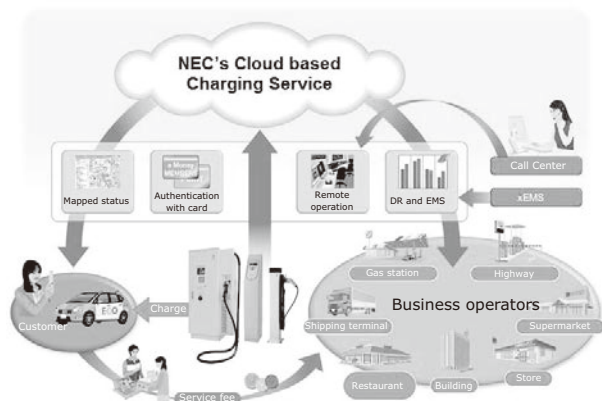 NEC's Cloud based
Charging Service
Mapped status
Authentication
with card
Remote
operation
DR and EMS
Call Center
xEMS
Gas station
Highway
Business operators
Shipping terminal
Supermarket
Restaurant
Building
Store
Customer
Charge
Service fee